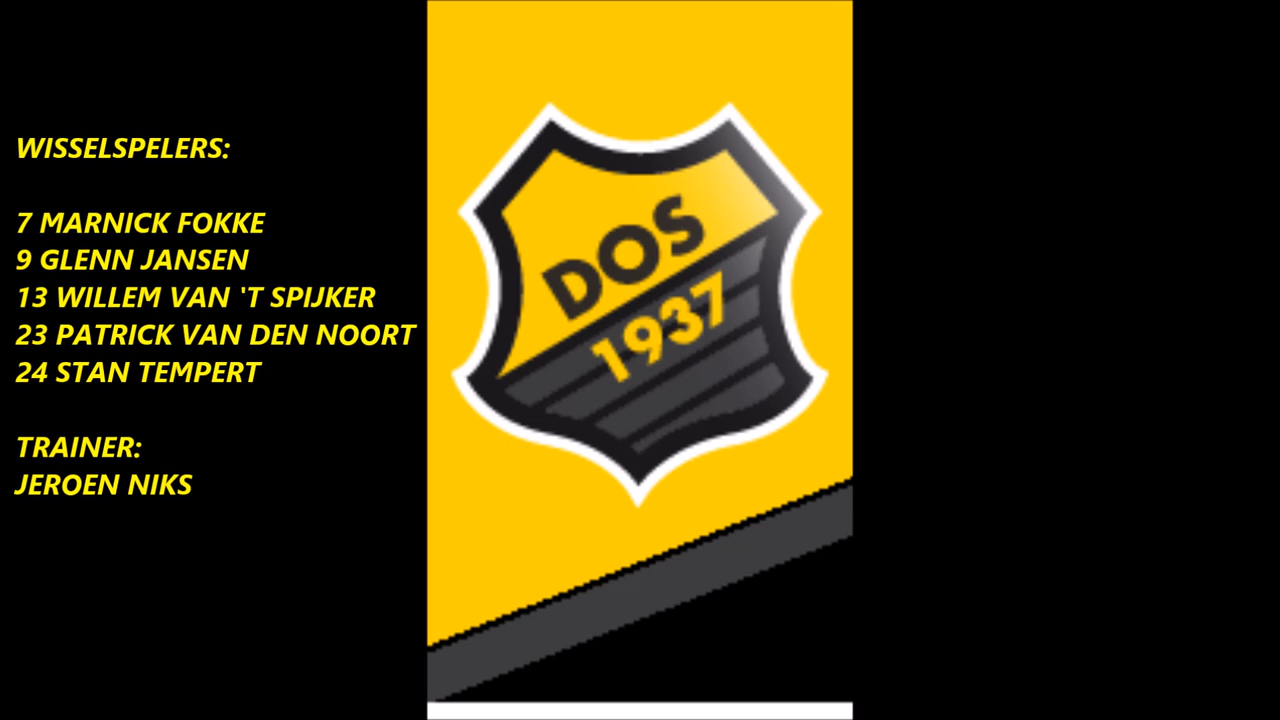 WISSELSPELERS:
7 MARNICK FOKKE
9 GLENN JANSEN
13 WILLEM VAN 'T SPIJKER
23 PATRICK VAN DEN NOORT
24 STAN TEMPERT
TRAINER:
JEROEN NIKS
DOS
1937